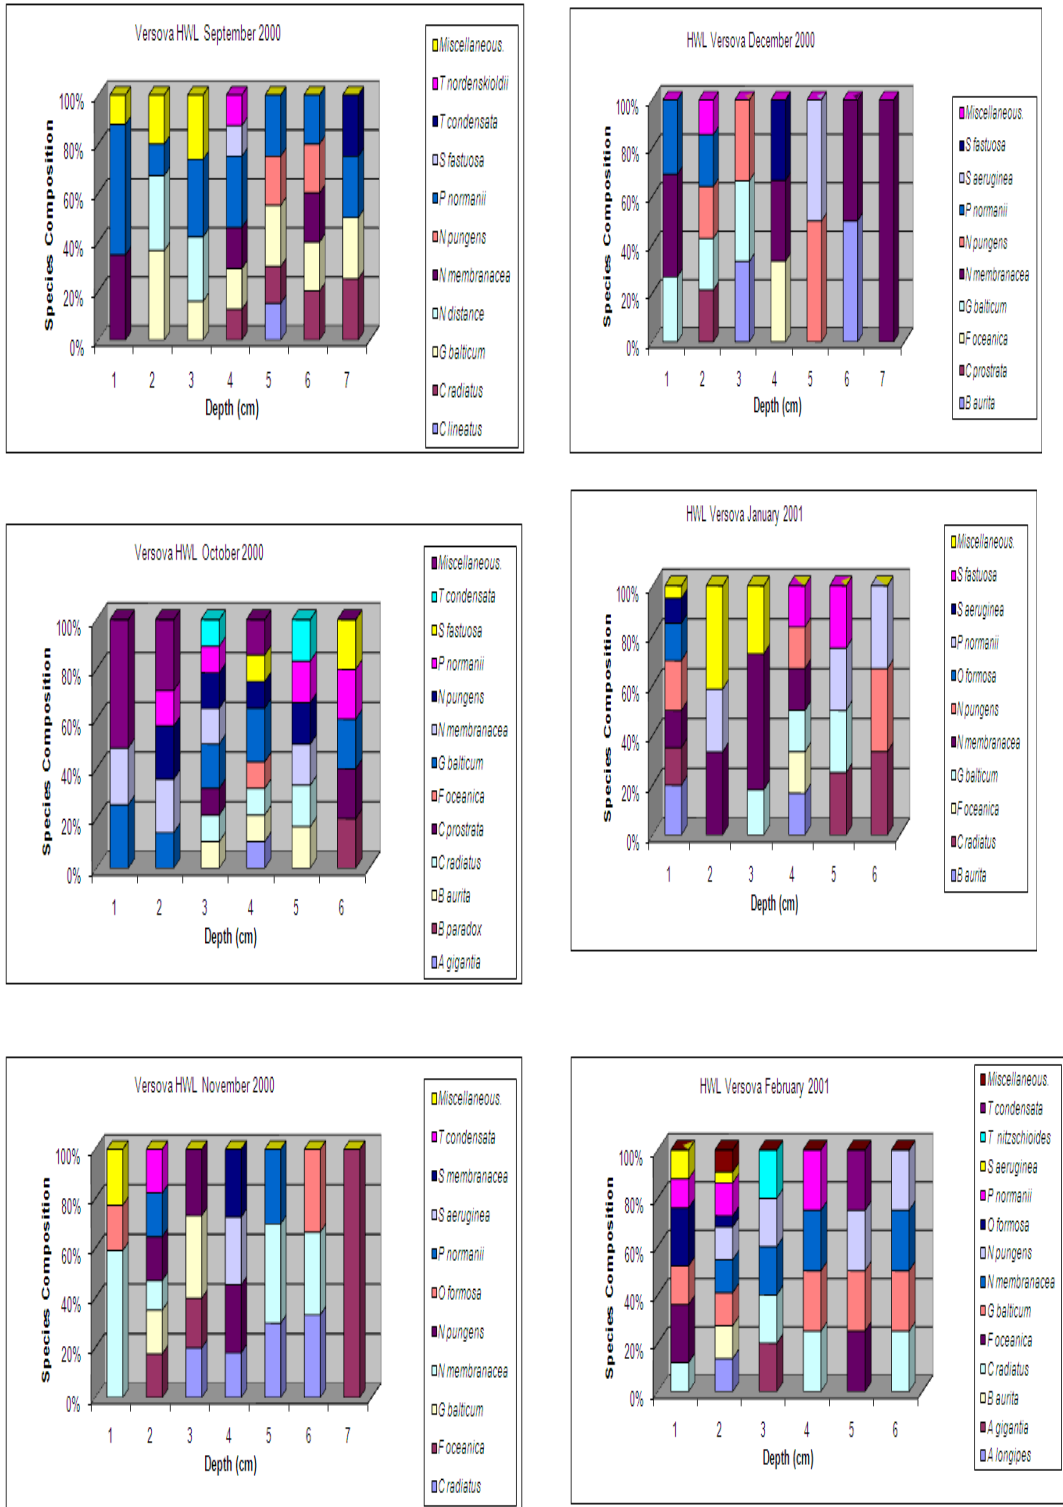 Versova HWL September 2000
Species Composition
100%
80%
60%
40%
20%
0%
1 2 3 4 5 6 7
Depth (cm)
Miscellaneous.
T nordenskioldii
T condensata
S fastuosa
P normanii
N pungens
N membranacea
N distance
G balticum
C radiatus
C lineatus
HWL Versova December 2000
Species Composition
100%
80%
60%
40%
20%
0%
1 2 3 4 5 6 7
Depth (cm)
Miscellaneous.
S fastuosa
S aeruginea
P normanii
N pungens
N membranacea
G balticum
F oceanica
C prostrata
B aurita
Versova HWL October 2000
Species Composition
100%
80%
60%
40%
20%
0%
1 2 3 4 5 6
Depth (cm)
Miscellaneous.
T condensata
S fastuosa
P normanii
N pungens
N membranacea
G balticum
F oceanica
C prostrata
C radiatus
B aurita
B paradox
A gigantia
HWL Versova January 2001
Species Composition
100%
80%
60%
40%
20%
0%
1 2 3 4 5 6
Depth (cm)
Miscellaneous.
S fastuosa
S aeruginea
P normanii
O formosa
N pungens
N membranacea
G balticum
F oceanica
C radiatus
B aurita
Versova HWL November 2000
Species Composition
100%
80%
60%
40%
20%
0%
1 2 3 4 5 6 7
Depth (cm)
Miscellaneous.
T condensata
S membranacea
S aeruginea
P normanii
O formosa
N pungens
N membranacea
G balticum
F oceanica
C radiatus
HWL Versova February 2001
Species Composition
100%
80%
60%
40%
20%
0%
1 2 3 4 5 6
Depth (cm)
Miscellaneous.
T condensata
T nitzschioides
S aeruginea
P normanii
O formosa
N pungens
N membranacea
G balticum
F oceanica
C radiatus
B aurita
A gigantia
A longipes